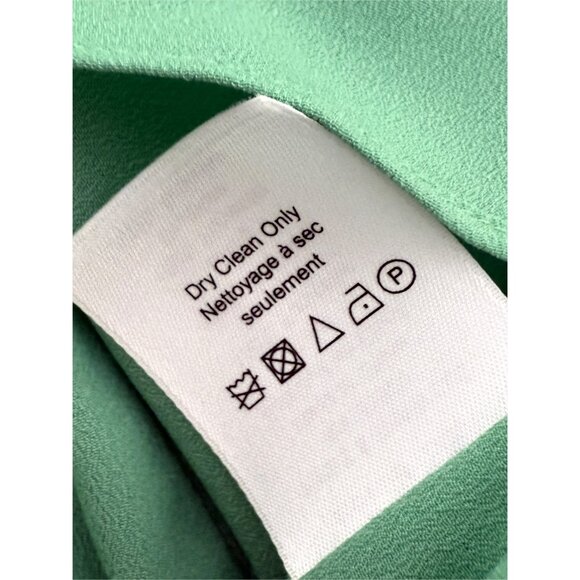 Dry Clean Only
Nettoyage à sec
seulement
P